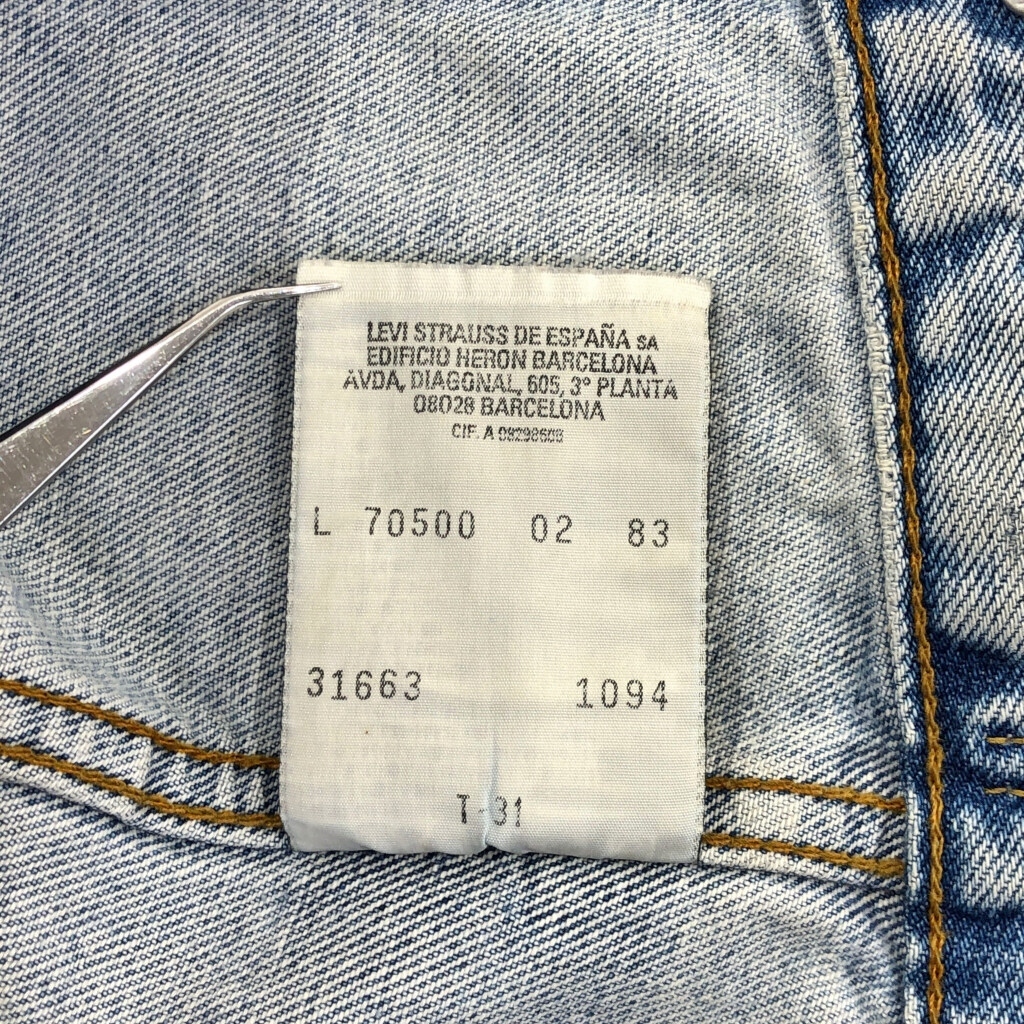 LEVI STRAUSS DE ESPAÑA SA
EDIFICIO HERON BARCELONA
AVDA, DIAGONAL, 605, 3° PLANTA
08028 BARCELONA
CIF. A
L 70500 02 83
31663 1094
T-31